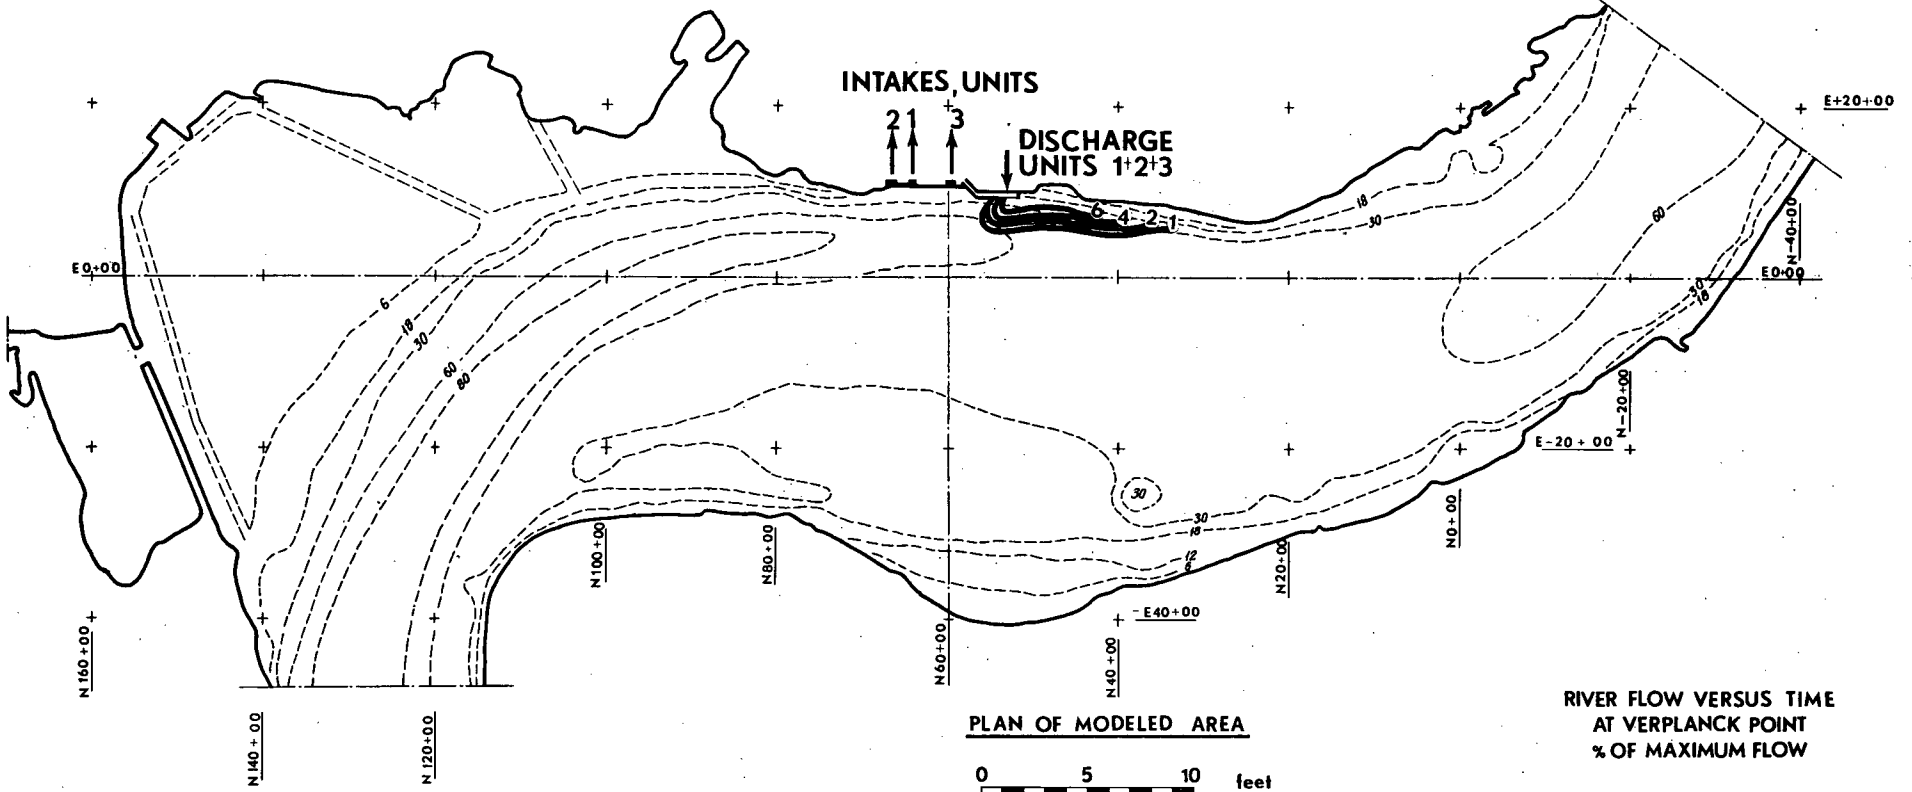 INTAKES, UNITS
2 1 3
DISCHARGE
UNITS 1+2+3
6 4 2 1
E+20+00
18
30
60
N-40+00
E0+00
E0+00
6
18
30
60
80
30
18
N-20+00
E-20+00
30
30
18
12
6
N0+00
N20+00
N100+00
N80+00
-E40+00
N160+00
N60+00
N40+00
N140+00
N120+00
PLAN OF MODELED AREA
0 5 10 feet
RIVER FLOW VERSUS TIME
AT VERPLANCK POINT
% OF MAXIMUM FLOW